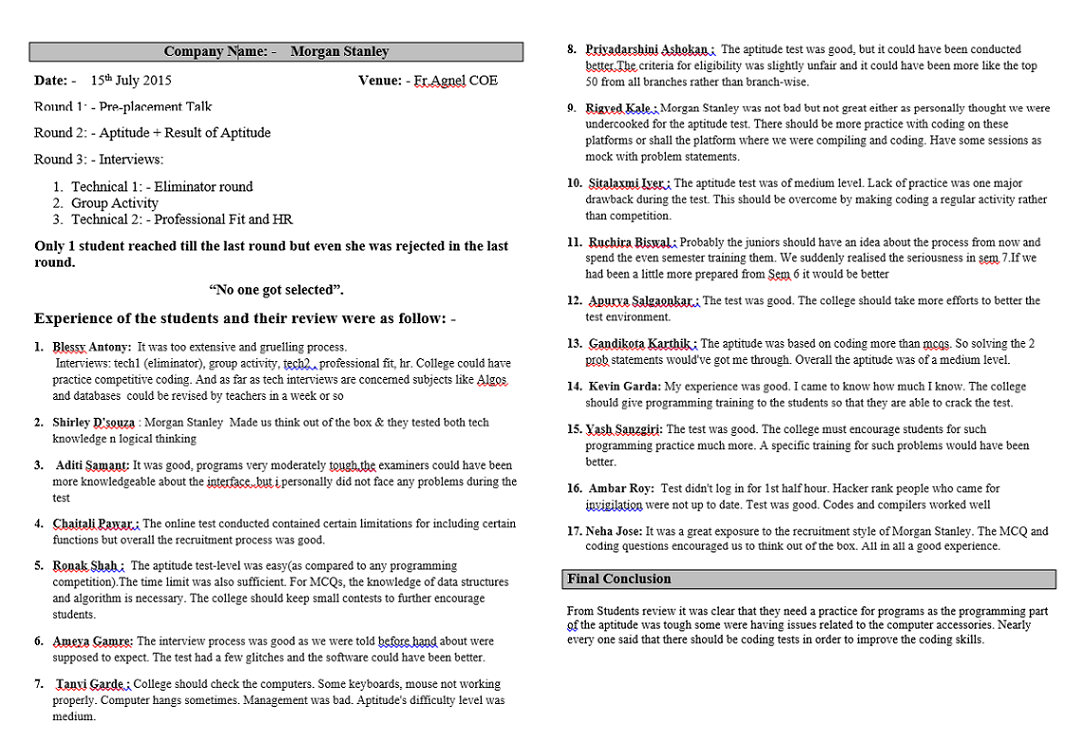 Company Name: -    Morgan Stanley
Date: -    15th July 2015    Venue: - Fr.Agnel COE
Round 1: - Pre-placement Talk
Round 2: - Aptitude + Result of Aptitude
Round 3: - Interviews:
1. Technical 1: - Eliminator round
2. Group Activity
3. Technical 2: - Professional Fit and HR
Only 1 student reached till the last round but even she was rejected in the last
round.
“No one got selected”.
Experience of the students and their review were as follow: -
1. Blessy Antony:  It was too extensive and gruelling process.
Interviews: tech1 (eliminator), group activity, tech2 , professional fit, hr. College could have
practice competitive coding. And as far as tech interviews are concerned subjects like Algos
and databases  could be revised by teachers in a week or so
2. Shirley D'souza : Morgan Stanley  Made us think out of the box & they tested both tech
knowledge n logical thinking
3. Aditi Samant: It was good, programs very moderately tough,the examiners could have been
more knowledgeable about the interface..but i personally did not face any problems during the
test
4. Chaitali Pawar : The online test conducted contained certain limitations for including certain
functions but overall the recruitment process was good.
5. Ronak Shah :  The aptitude test-level was easy(as compared to any programming
competition).The time limit was also sufficient. For MCQs, the knowledge of data structures
and algorithm is necessary. The college should keep small contests to further encourage
students.
6. Ameya Gamre: The interview process was good as we were told before hand about were
supposed to expect. The test had a few glitches and the software could have been better.
7. Tanvi Garde : College should check the computers. Some keyboards, mouse not working
properly. Computer hangs sometimes. Management was bad. Aptitude's difficulty level was
medium.
8. Priyadarshini Ashokan :  The aptitude test was good, but it could have been conducted
better.The criteria for eligibility was slightly unfair and it could have been more like the top
50 from all branches rather than branch-wise.
9. Rigved Kale : Morgan Stanley was not bad but not great either as personally thought we were
undercooked for the aptitude test. There should be more practice with coding on these
platforms or shall the platform where we were compiling and coding. Have some sessions as
mock with problem statements.
10. Sitalaxmi Iyer : The aptitude test was of medium level. Lack of practice was one major
drawback during the test. This should be overcome by making coding a regular activity rather
than competition.
11. Ruchira Biswal : Probably the juniors should have an idea about the process from now and
spend the even semester training them. We suddenly realised the seriousness in sem 7.If we
had been a little more prepared from Sem 6 it would be better
12. Apurva Salgaonkar : The test was good. The college should take more efforts to better the
test environment.
13. Gandikota Karthik : The aptitude was based on coding more than mcqs. So solving the 2
prob statements would've got me through. Overall the aptitude was of a medium level.
14. Kevin Garda: My experience was good. I came to know how much I know. The college
should give programming training to the students so that they are able to crack the test.
15. Yash Sanzgiri: The test was good. The college must encourage students for such
programming practice much more. A specific training for such problems would have been
better.
16. Ambar Roy:  Test didn't log in for 1st half hour. Hacker rank people who came for
invigilation were not up to date. Test was good. Codes and compilers worked well
17. Neha Jose: It was a great exposure to the recruitment style of Morgan Stanley. The MCQ and
coding questions encouraged us to think out of the box. All in all a good experience.
Final Conclusion
From Students review it was clear that they need a practice for programs as the programming part
of the aptitude was tough some were having issues related to the computer accessories. Nearly
every one said that there should be coding tests in order to improve the coding skills.